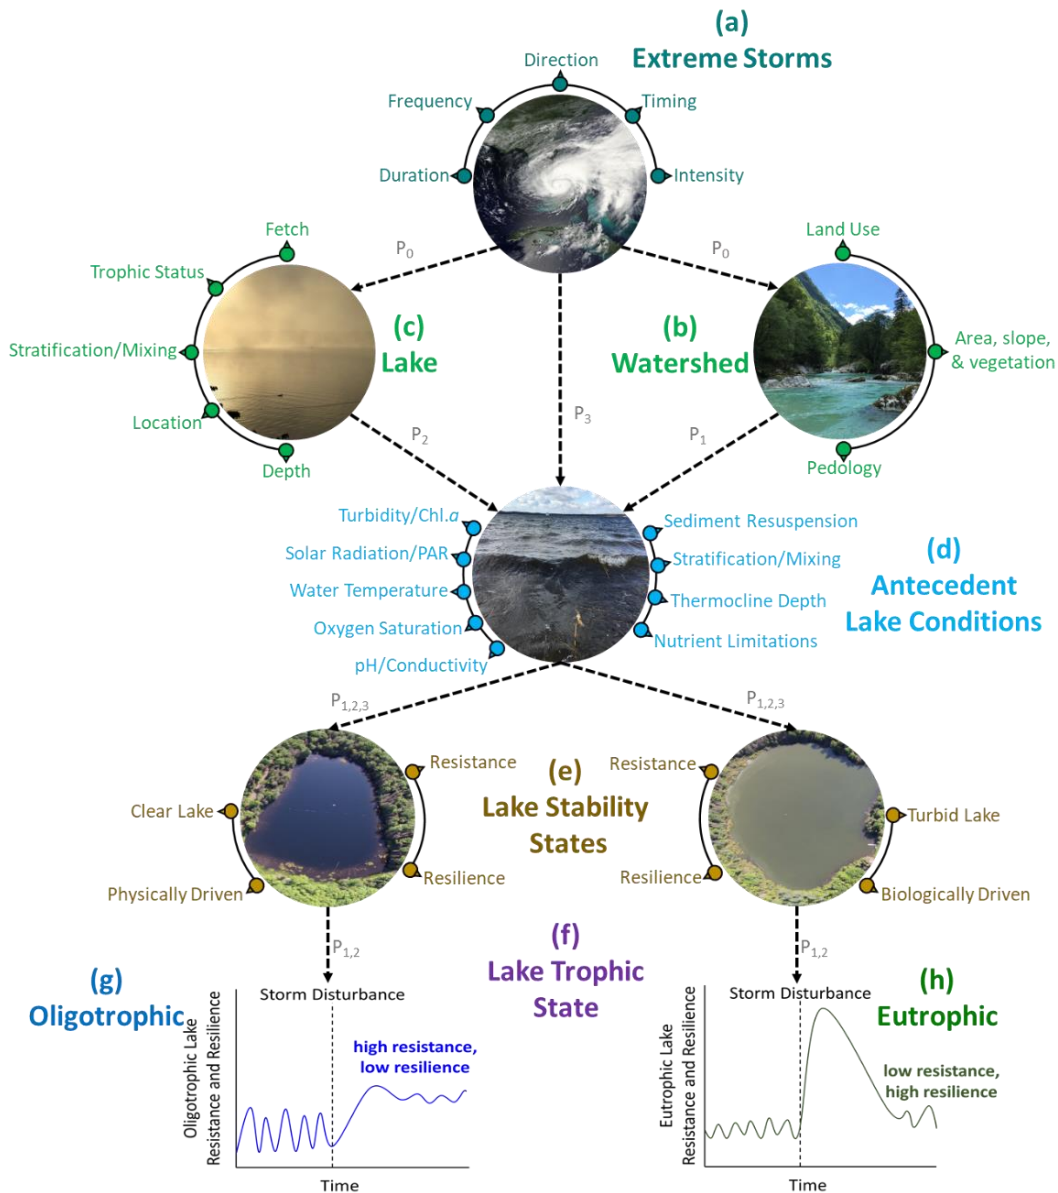 (a)
Extreme Storms
Direction
Frequency
Timing
Duration
Intensity
P0
P0
Fetch
Trophic Status
Stratification/Mixing
Location
Depth
(c)
Lake
(b)
Watershed
Land Use
Area, slope,
& vegetation
Pedology
P2
P3
P1
Turbidity/Chl.a
Solar Radiation/PAR
Water Temperature
Oxygen Saturation
pH/Conductivity
Sediment Resuspension
Stratification/Mixing
Thermocline Depth
Nutrient Limitations
(d)
Antecedent
Lake Conditions
P1,2,3
P1,2,3
Clear Lake
Physically Driven
Resistance
Resilience
(e)
Lake Stability
States
Resistance
Resilience
Turbid Lake
Biologically Driven
P1,2
P1,2
(f)
Lake Trophic
State
(g)
Oligotrophic
Storm Disturbance
Oligotrophic Lake
Resistance and Resilience
high resistance,
low resilience
Time
(h)
Eutrophic
Storm Disturbance
Eutrophic Lake
Resistance and Resilience
low resistance,
high resilience
Time